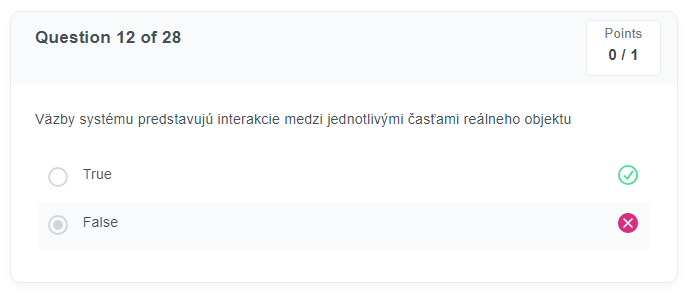 Question 12 of 28
Points
0 / 1
Väzby systému predstavujú interakcie medzi jednotlivými časťami reálneho objektu
True
False